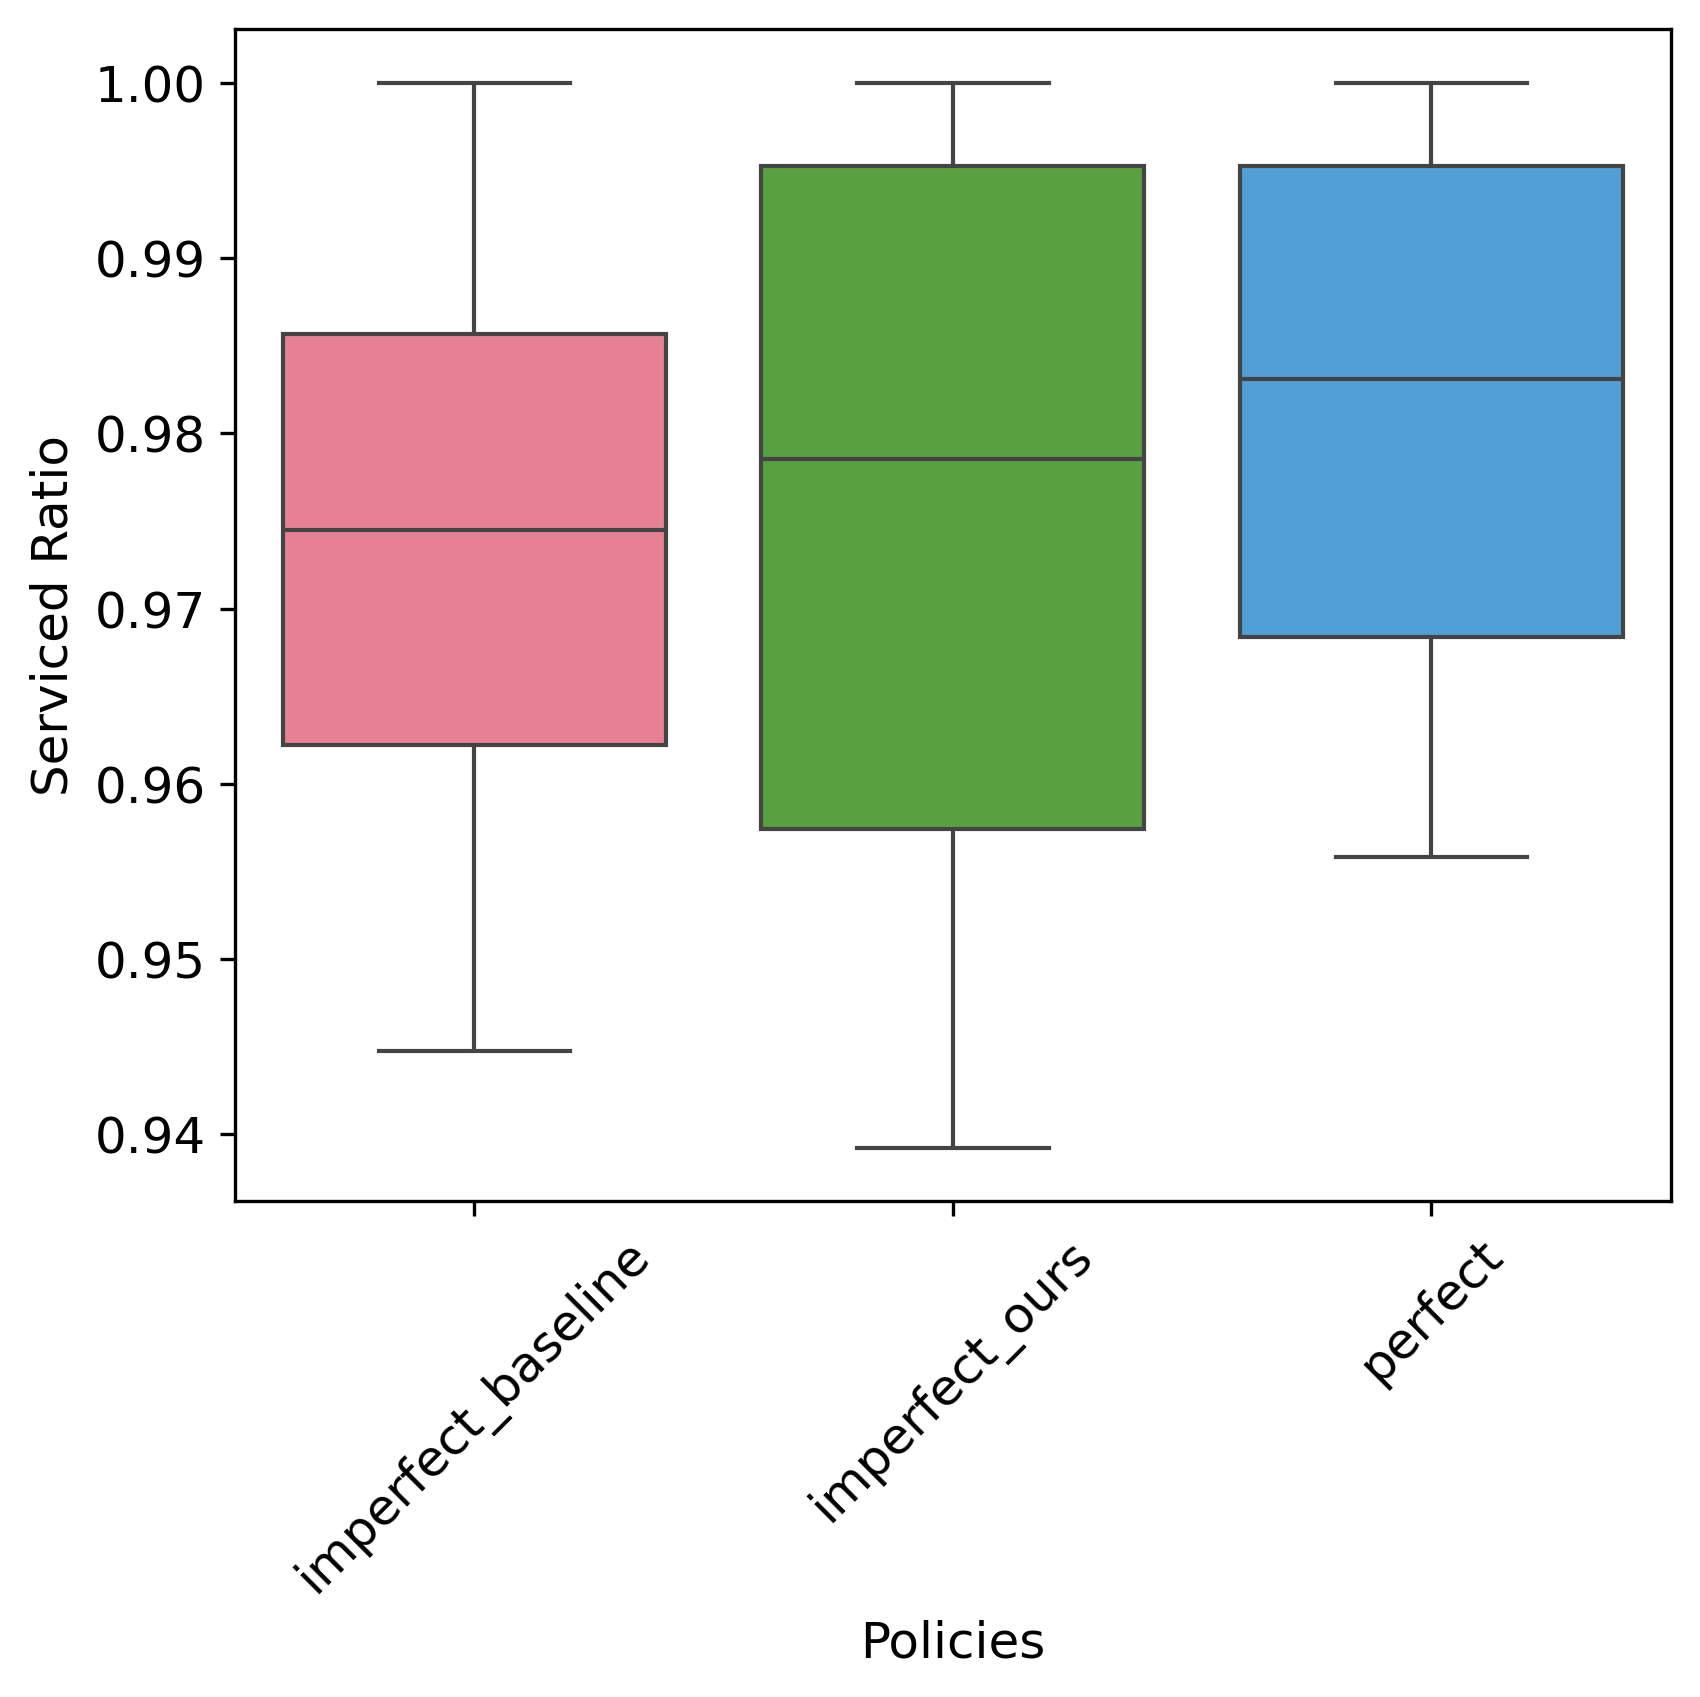 Serviced Ratio
1.00
0.99
0.98
0.97
0.96
0.95
0.94
imperfect_baseline
imperfect_ours
perfect
Policies